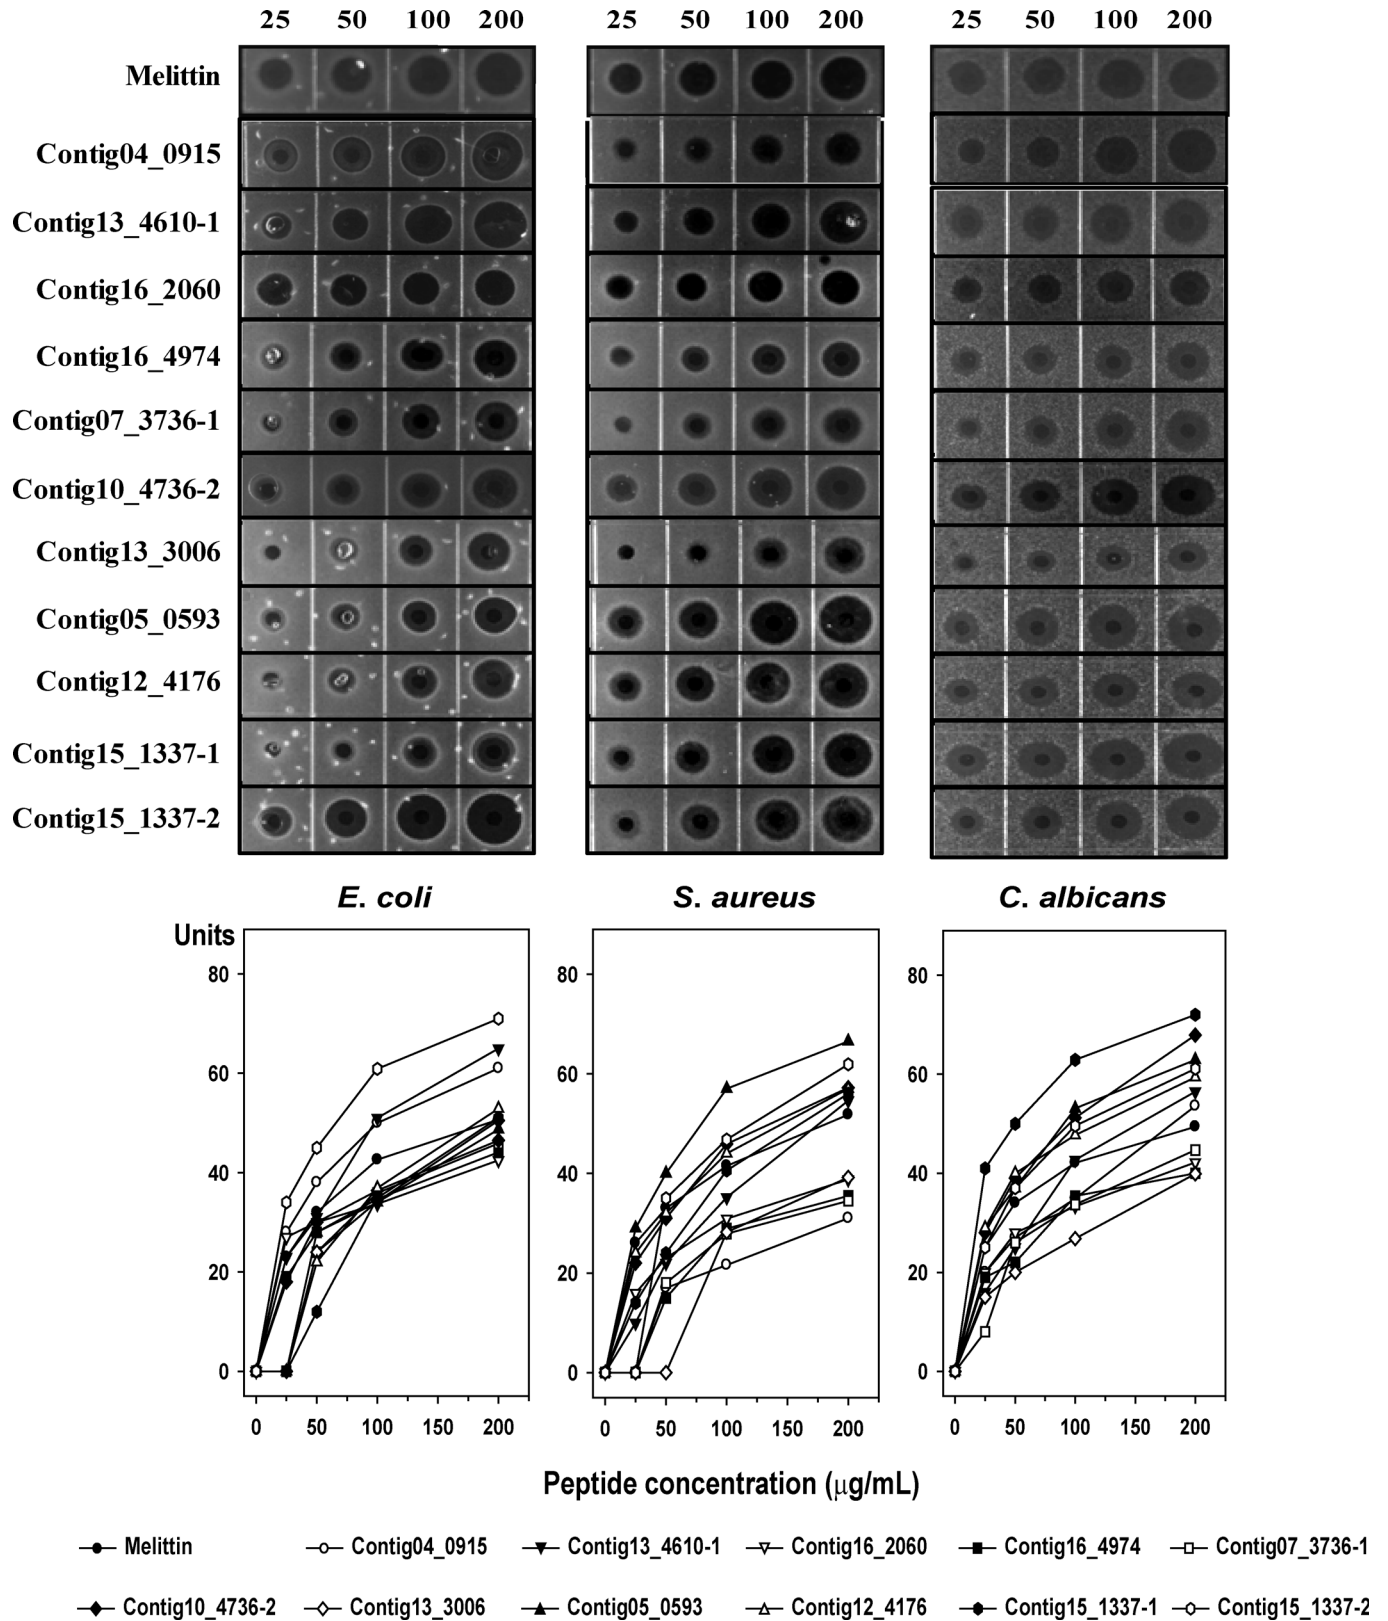 25 50 100 200 25 50 100 200 25 50 100 200
Melittin
Contig04_0915
Contig13_4610-1
Contig16_2060
Contig16_4974
Contig07_3736-1
Contig10_4736-2
Contig13_3006
Contig05_0593
Contig12_4176
Contig15_1337-1
Contig15_1337-2
E. coli S. aureus C. albicans
Units
80 80 80
60 60 60
40 40 40
20 20 20
0 0 0
0 50 100 150 200 0 50 100 150 200 0 50 100 150 200
Peptide concentration (μg/mL)
Melittin Contig04_0915 Contig13_4610-1 Contig16_2060 Contig16_4974 Contig07_3736-1
Contig10_4736-2 Contig13_3006 Contig05_0593 Contig12_4176 Contig15_1337-1 Contig15_1337-2